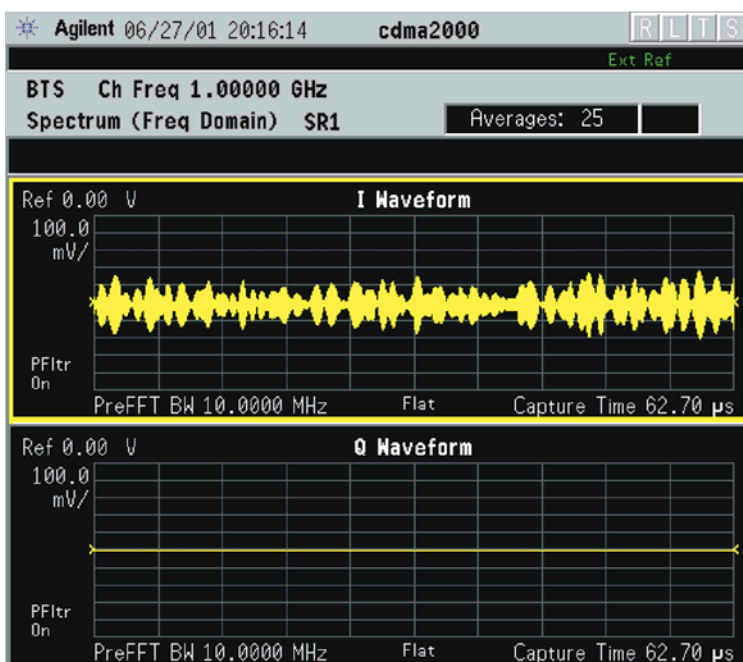 Agilent 06/27/01 20:16:14 cdma2000 R L T S
Ext Ref
BTS Ch Freq 1.00000 GHz
Spectrum (Freq Domain) SR1 Averages: 25
Ref 0.00 V I Waveform
100.0
mV/
PFltr
On
PreFFT BW 10.0000 MHz Flat Capture Time 62.70 µs
Ref 0.00 V Q Waveform
100.0
mV/
PFltr
On
PreFFT BW 10.0000 MHz Flat Capture Time 62.70 µs